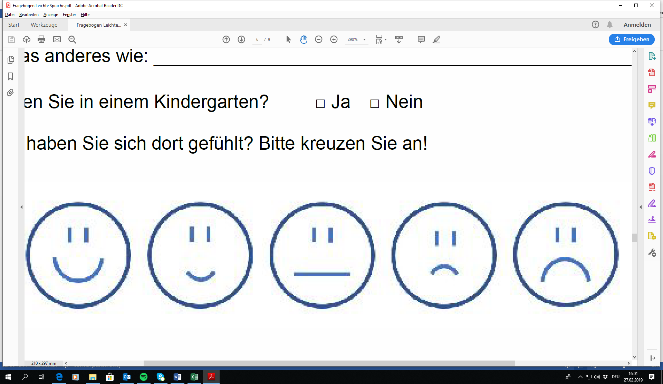 Start Werkzeuge Anmelden
Freigeben
as anderes wie:
en Sie in einem Kindergarten? Ja Nein
haben Sie sich dort gefühlt? Bitte kreuzen Sie an!